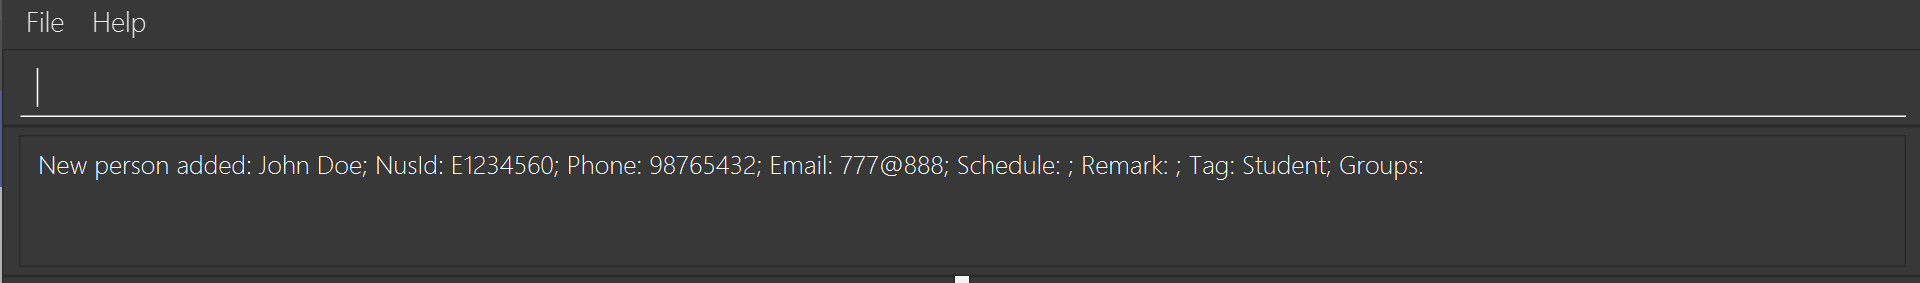 File Help
New person added: John Doe; NusId: E1234560; Phone: 98765432; Email: 777@888; Schedule: ; Remark: ; Tag: Student; Groups: